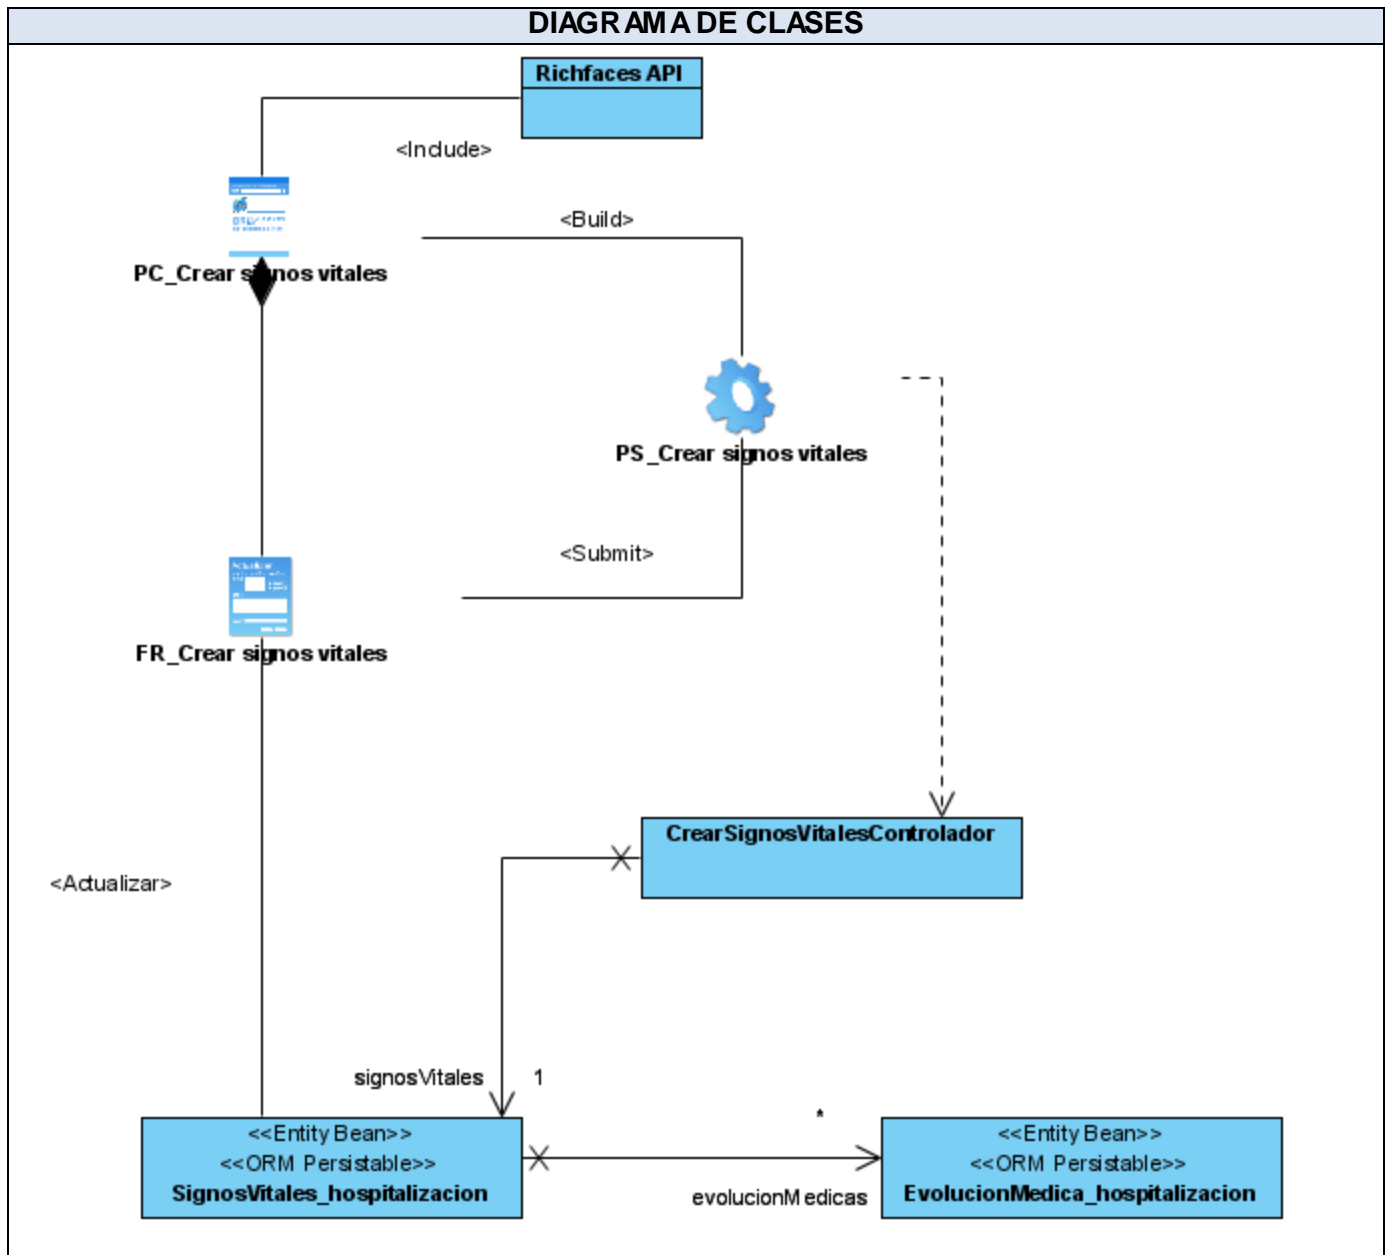 DIAGRAMA DE CLASES
Richfaces API
<Include>
<Build>
PC_Crear signos vitales
PS_Crear signos vitales
<Submit>
Actualizar
FR_Crear signos vitales
CrearSignosVitalesControlador
<Actualizar>
signosVitales 1
*
<<Entity Bean>>
<<ORM Persistable>>
SignosVitales_hospitalizacion
evolucionMedicas
<<Entity Bean>>
<<ORM Persistable>>
EvolucionMedica_hospitalizacion